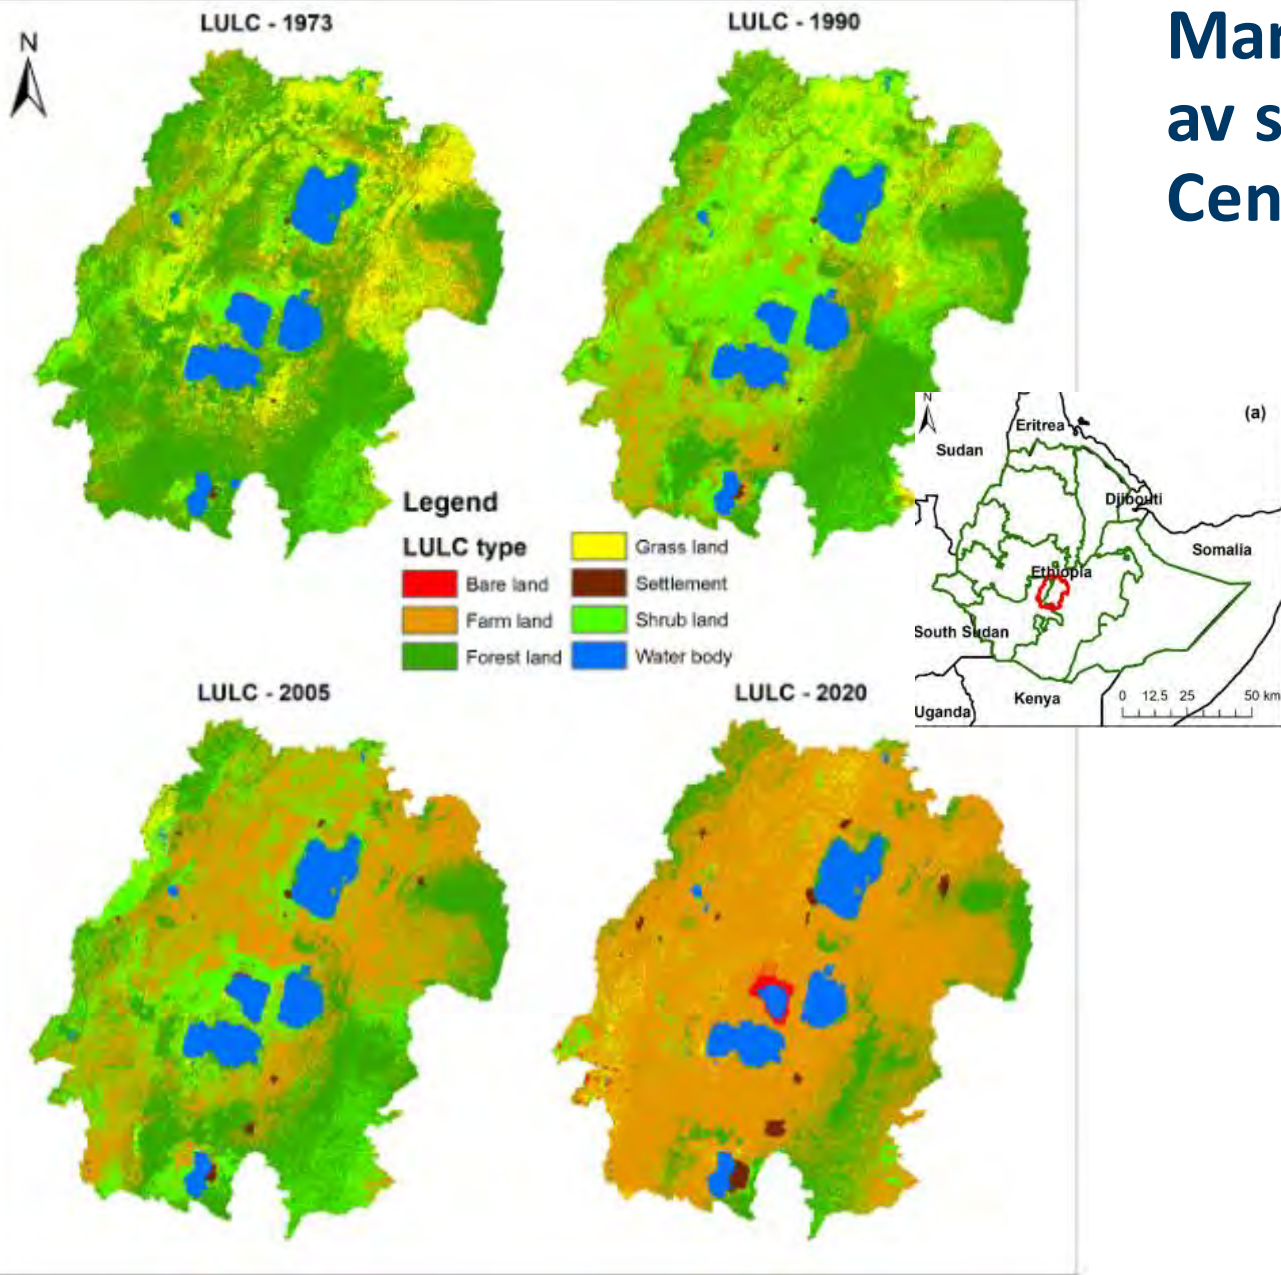 LULC - 1973
LULC - 1990
N
Legend
LULC type
Bare land
Farm land
Forest land
Grass land
Settlement
Shrub land
Water body
LULC - 2005
LULC - 2020
av s
N
(a)
Eritrea
Sudan
Djibouti
Somalia
Ethiopia
South Sudan
Kenya
Uganda
0 12.5 25 50 km